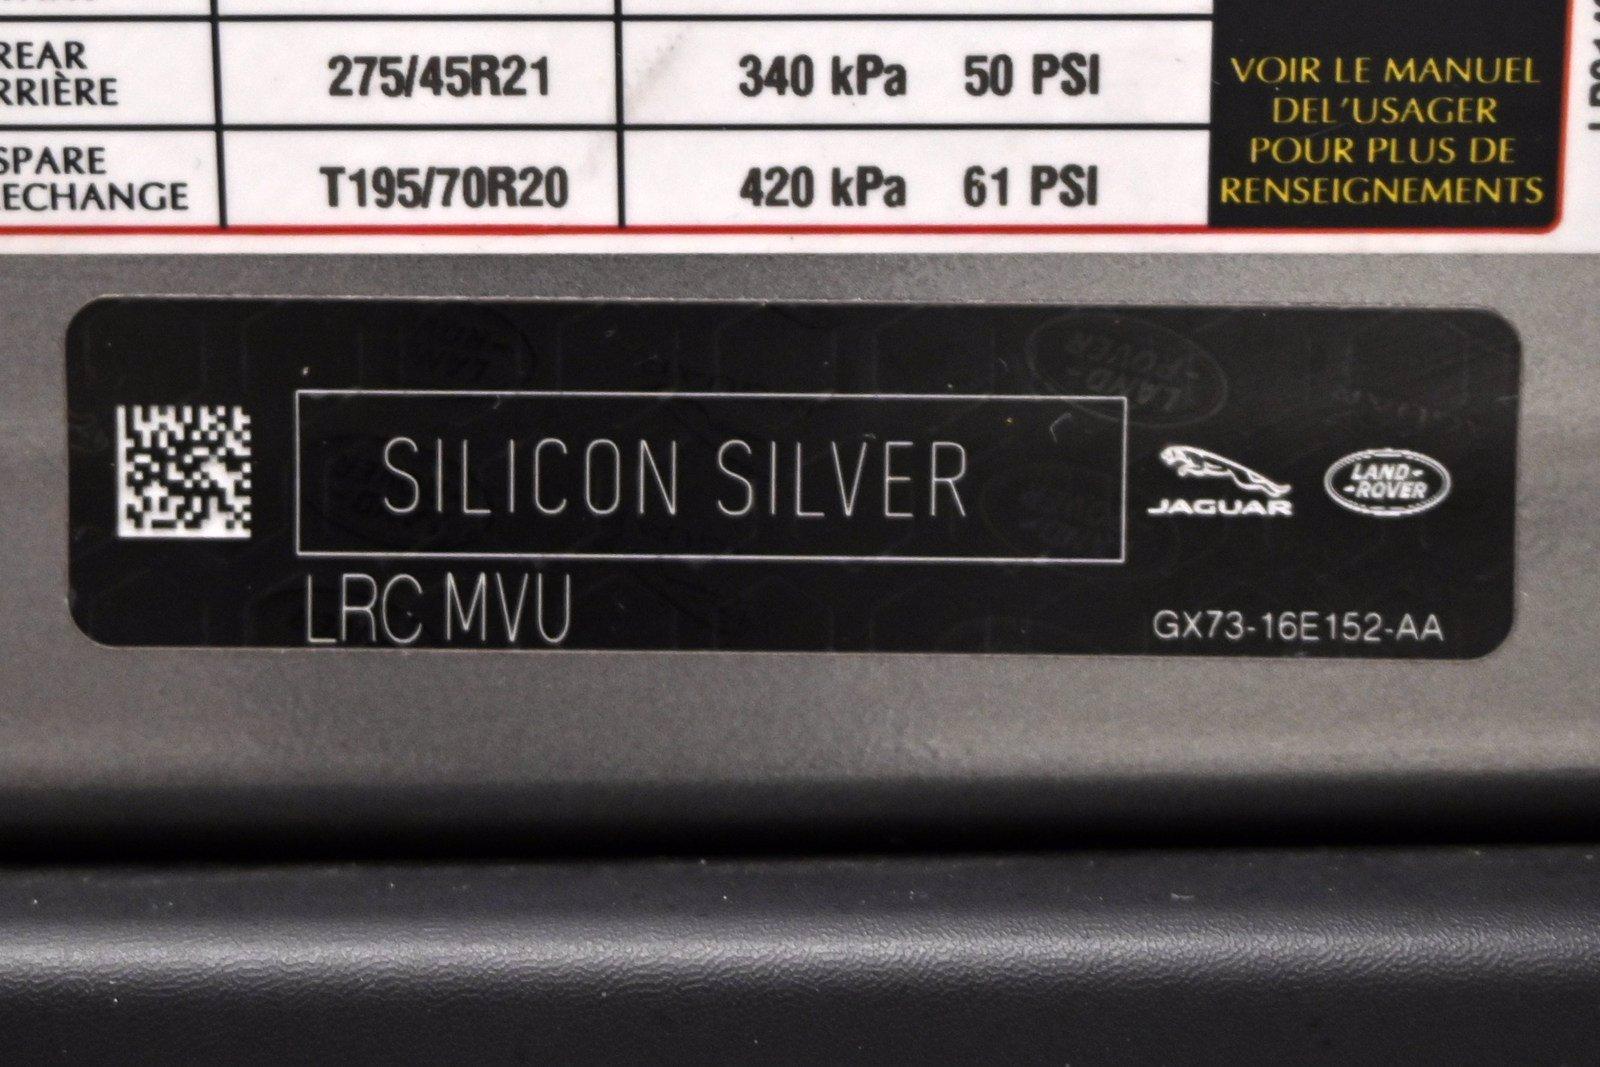 REAR
RRIÈRE
275/45R21
340 kPa 50 PSI
SPARE
ECHANGE
T195/70R20
420 kPa 61 PSI
VOIR LE MANUEL
DEL'USAGER
POUR PLUS DE
RENSEIGNEMENTS
SILICON SILVER
JAGUAR
LAND-
-ROVER
LRC MVU
GX73-16E152-AA